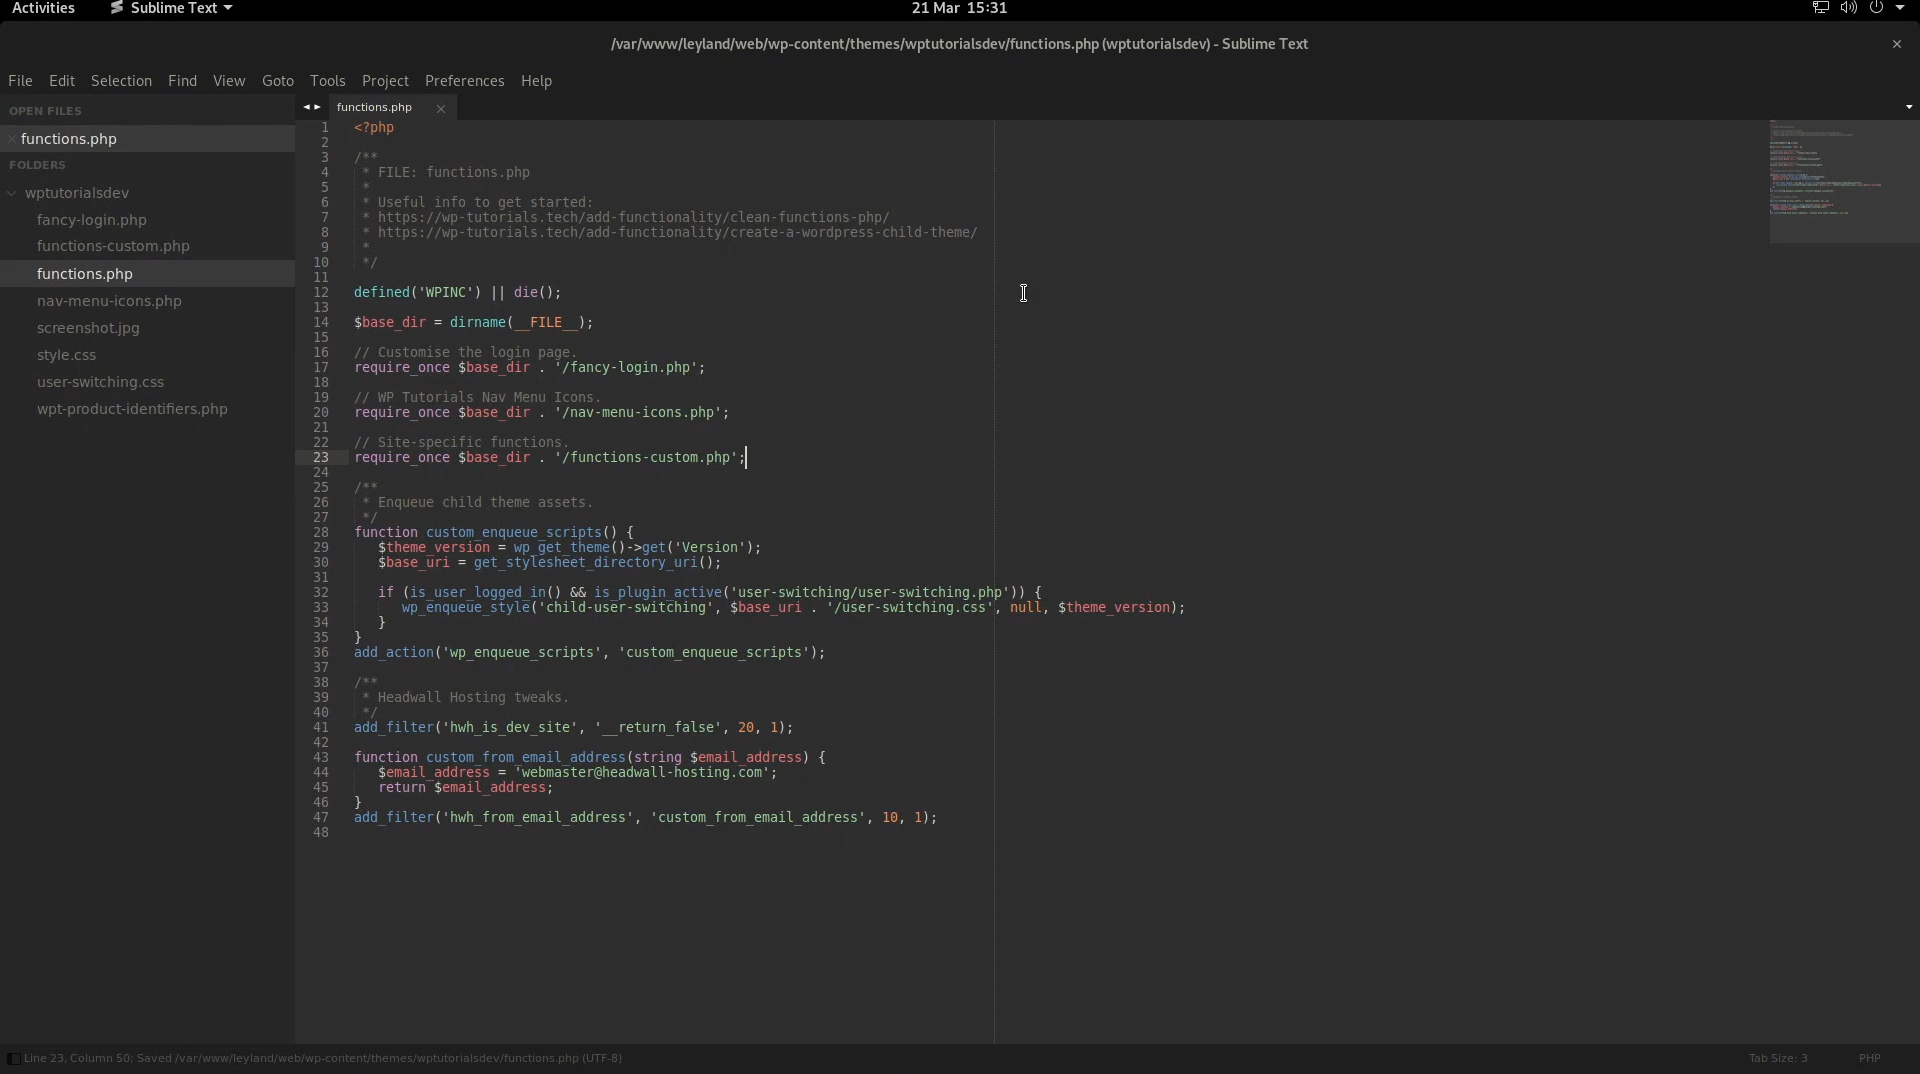 Activities Sublime Text 21 Mar 15:31
/var/www/leyland/web/wp-content/themes/wptutorialsdev/functions.php (wptutorialsdev) - Sublime Text
File Edit Selection Find View Goto Tools Project Preferences Help
OPEN FILES
functions.php
FOLDERS
wptutorialsdev
fancy-login.php
functions-custom.php
functions.php
nav-menu-icons.php
screenshot.jpg
style.css
user-switching.css
wpt-product-identifiers.php
functions.php
1 <?php
2
3 /**
4  * FILE: functions.php
5  *
6  * Useful info to get started:
7  * https://wp-tutorials.tech/add-functionality/clean-functions-php/
8  * https://wp-tutorials.tech/add-functionality/create-a-wordpress-child-theme/
9  *
10  */
11
12 defined('WPINC') || die();
13
14 $base_dir = dirname(__FILE__);
15
16 // Customise the login page.
17 require_once $base_dir . '/fancy-login.php';
18
19 // WP Tutorials Nav Menu Icons.
20 require_once $base_dir . '/nav-menu-icons.php';
21
22 // Site-specific functions.
23 require_once $base_dir . '/functions-custom.php';
24
25 /**
26  * Enqueue child theme assets.
27  */
28 function custom_enqueue_scripts() {
29    $theme_version = wp_get_theme()->get('Version');
30    $base_uri = get_stylesheet_directory_uri();
31
32    if (is_user_logged_in() && is_plugin_active('user-switching/user-switching.php')) {
33       wp_enqueue_style('child-user-switching', $base_uri . '/user-switching.css', null, $theme_version);
34    }
35 }
36 add_action('wp_enqueue_scripts', 'custom_enqueue_scripts');
37
38 /**
39  * Headwall Hosting tweaks.
40  */
41 add_filter('hwh_is_dev_site', '__return_false', 20, 1);
42
43 function custom_from_email_address(string $email_address) {
44    $email_address = 'webmaster@headwall-hosting.com';
45    return $email_address;
46 }
47 add_filter('hwh_from_email_address', 'custom_from_email_address', 10, 1);
48
Line 23, Column 50; Saved /var/www/leyland/web/wp-content/themes/wptutorialsdev/functions.php (UTF-8) Tab Size: 3 PHP